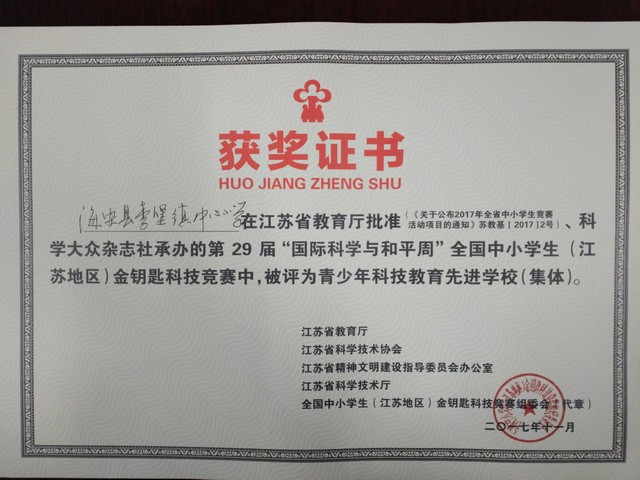 获奖证书
HUO JIANG ZHENG SHU
海安县曹堡镇中心小学在江苏省教育厅批准(《关于公布2017年全省中小学生竞赛活动项目的通知》苏教基〔2017〕2号)、科
学大众杂志社承办的第 29 届“国际科学与和平周”全国中小学生(江
苏地区)金钥匙科技竞赛中,被评为青少年科技教育先进学校(集体)。
江苏省教育厅
江苏省科学技术协会
江苏省精神文明建设指导委员会办公室
江苏省科学技术厅
全国中小学生(江苏地区)金钥匙科技竞赛组委会(代章)
二〇一七年十一月